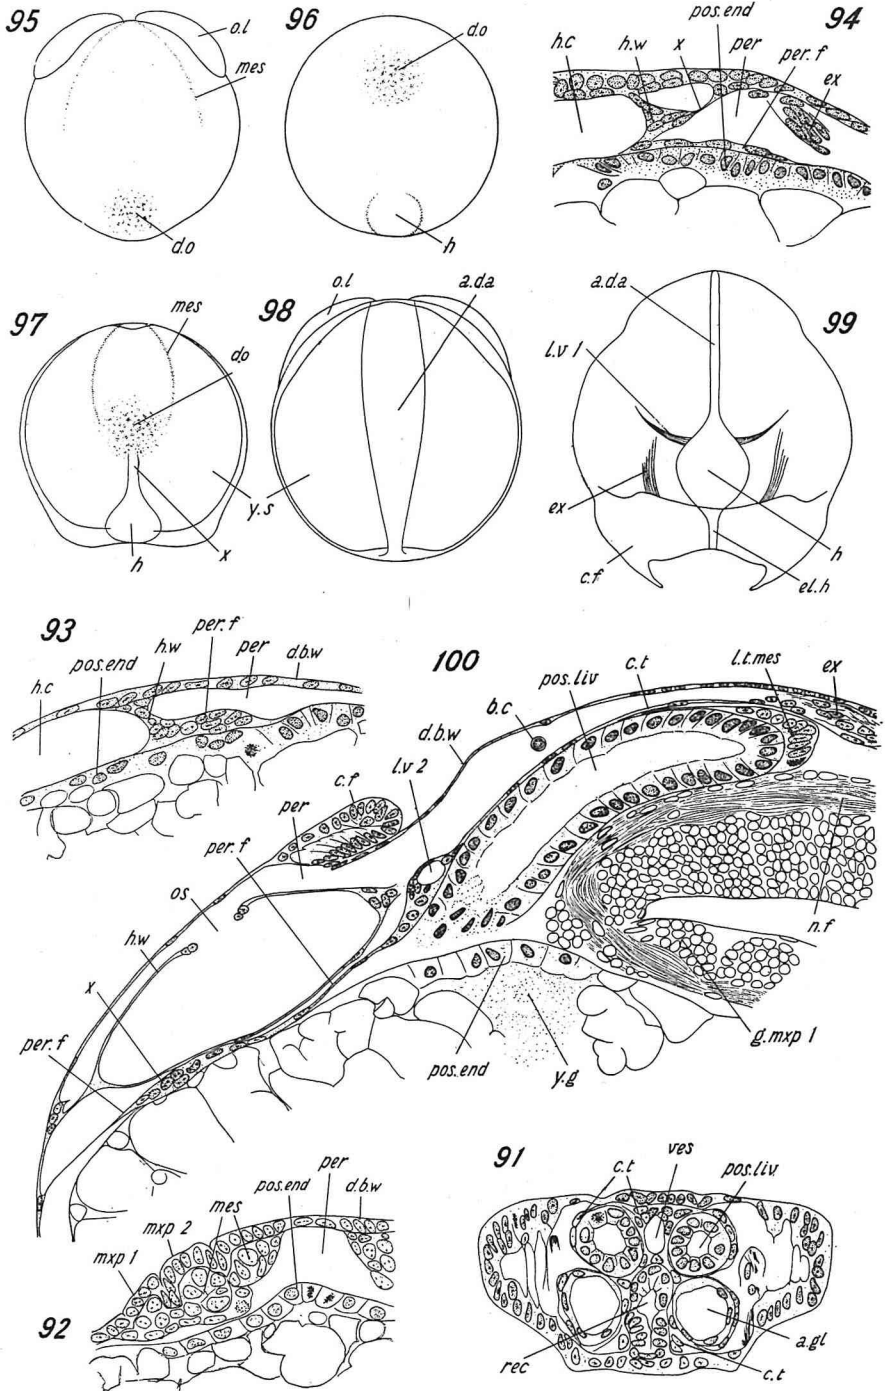 95
o.l
mes
d.o
96
d.o
h
pos.end
94
h.c
h.w
x
per
per.f
ex
97
mes
d.o
y.s
h
x
98
o.l
a.d.a
99
a.d.a
l.v 1
ex
c.f
h
el.h
93
per.f
h.w
per
pos.end
d.b.w
h.c
100
c.t
l.t.mes
pos.liv
ex
b.c
d.b.w
l.v 2
c.f
per
per.f
os
h.w
n.f
x
per.f
g.mxp 1
pos.end
y.g
92
per
pos.end
d.b.w
mes
mxp 2
mxp 1
91
ves
c.t
pos.liv.
rec
a.gl
c.t